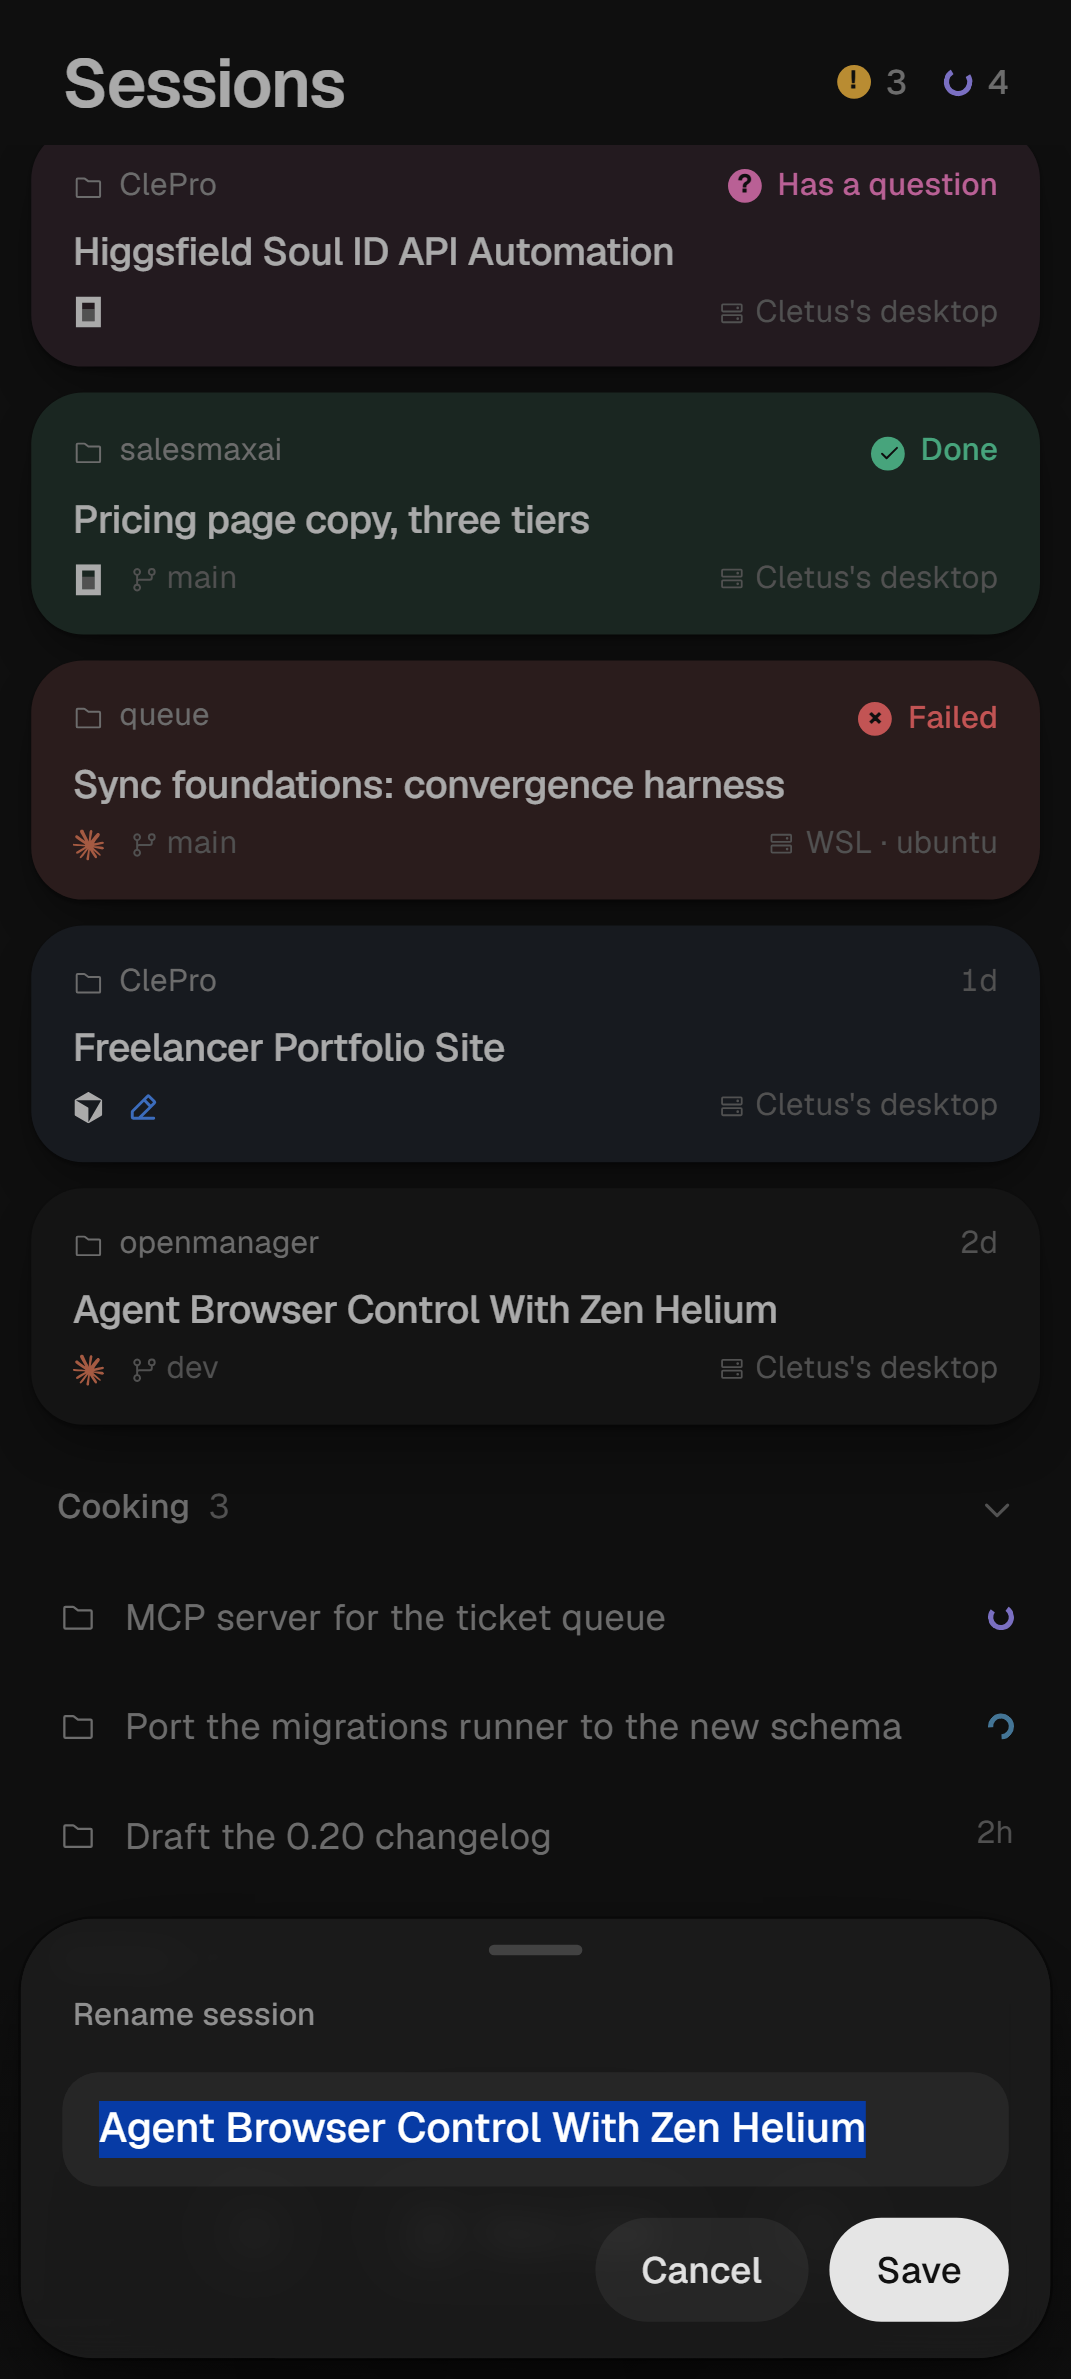 Sessions
3
4
ClePro
Has a question
Higgsfield Soul ID API Automation
Cletus's desktop
salesmaxai
Done
Pricing page copy, three tiers
main
Cletus's desktop
queue
Failed
Sync foundations: convergence harness
main
WSL · ubuntu
ClePro
1d
Freelancer Portfolio Site
Cletus's desktop
openmanager
2d
Agent Browser Control With Zen Helium
dev
Cletus's desktop
Cooking 3
MCP server for the ticket queue
Port the migrations runner to the new schema
Draft the 0.20 changelog
2h
Rename session
Agent Browser Control With Zen Helium
Cancel
Save